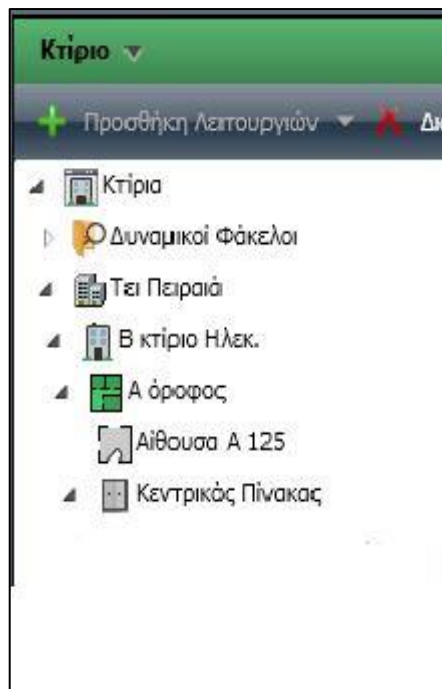 Κτίριο
Προσθήκη Λειτουργιών
Κτίρια
Δυναμικοί Φάκελοι
Τει Πειραιά
Β κτίριο Ηλεκ.
Α όροφος
Αίθουσα Α 125
Κεντρικός Πίνακας